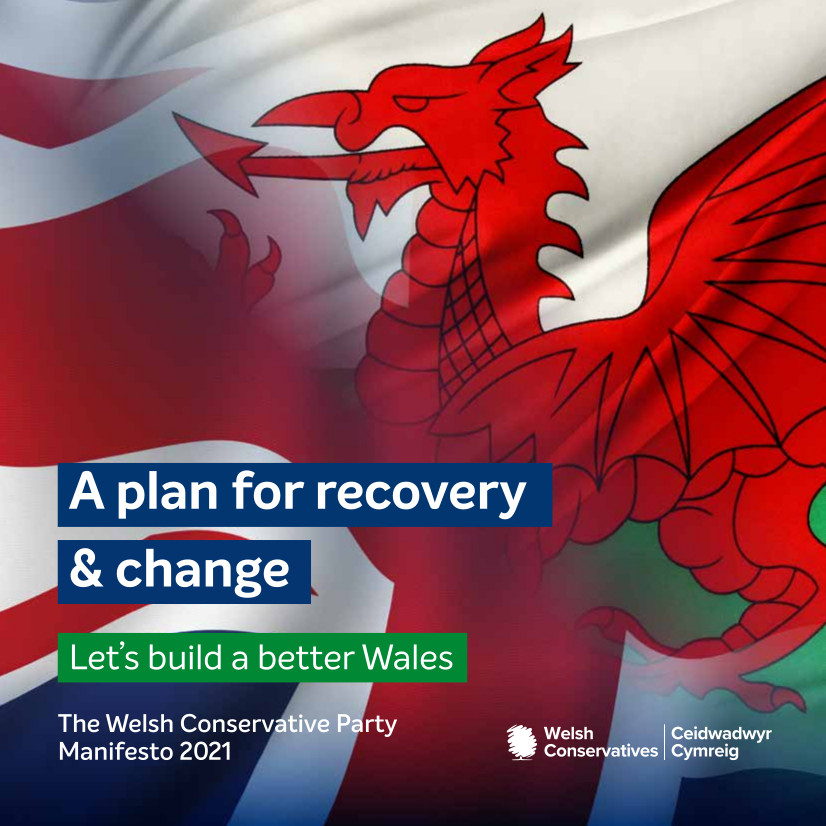 A plan for recovery
& change
Let's build a better Wales
The Welsh Conservative Party
Manifesto 2021
Welsh
Conservatives
Ceidwadwyr
Cymreig